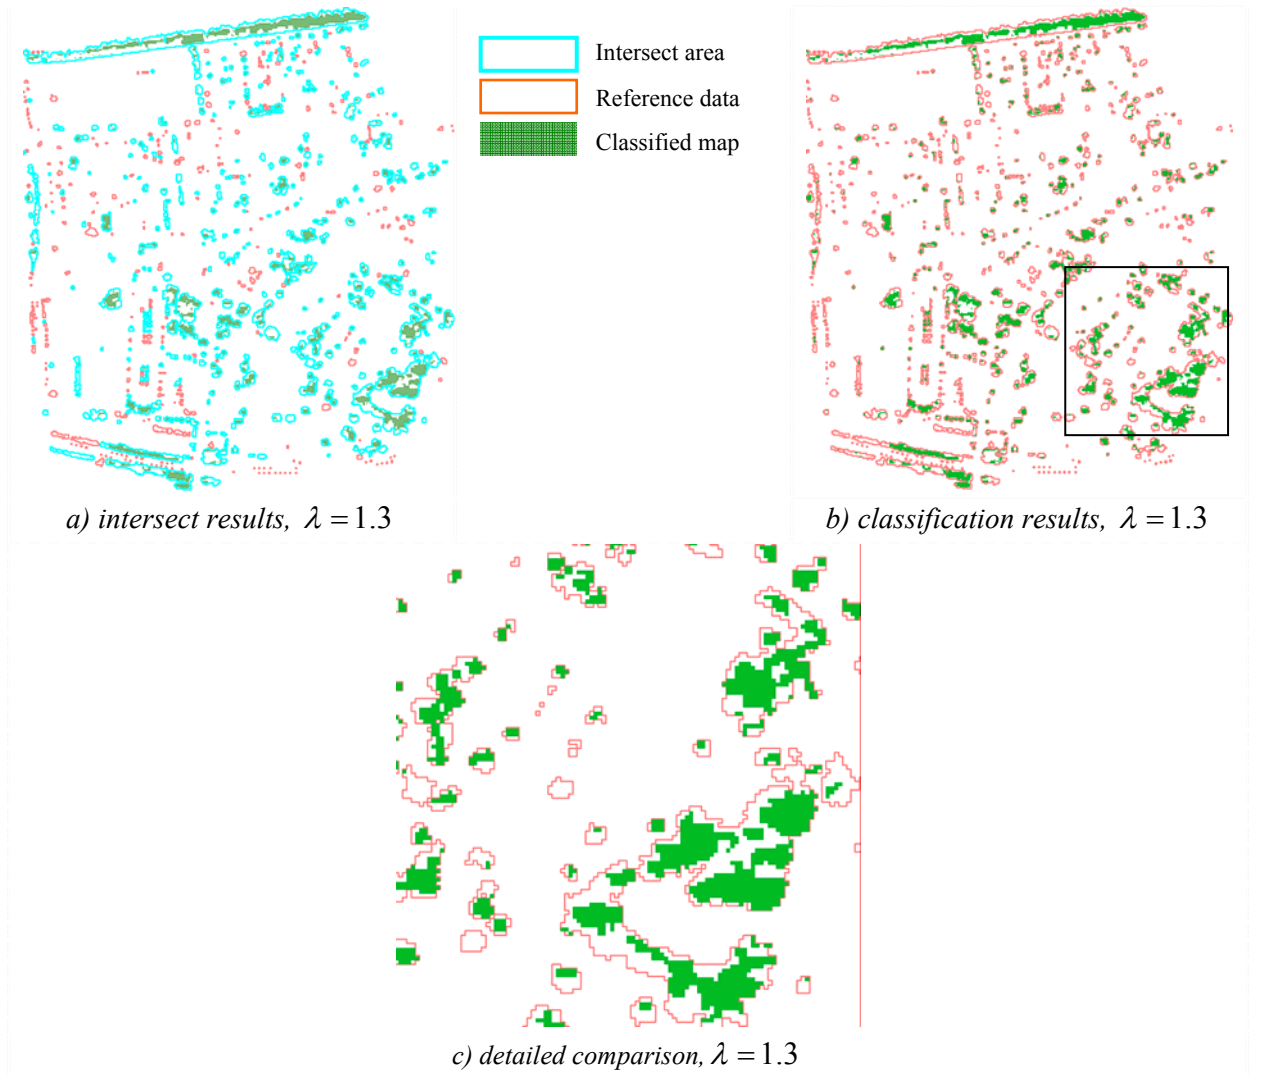 Intersect area
Reference data
Classified map
a) intersect results, λ = 1.3
b) classification results, λ = 1.3
c) detailed comparison, λ = 1.3